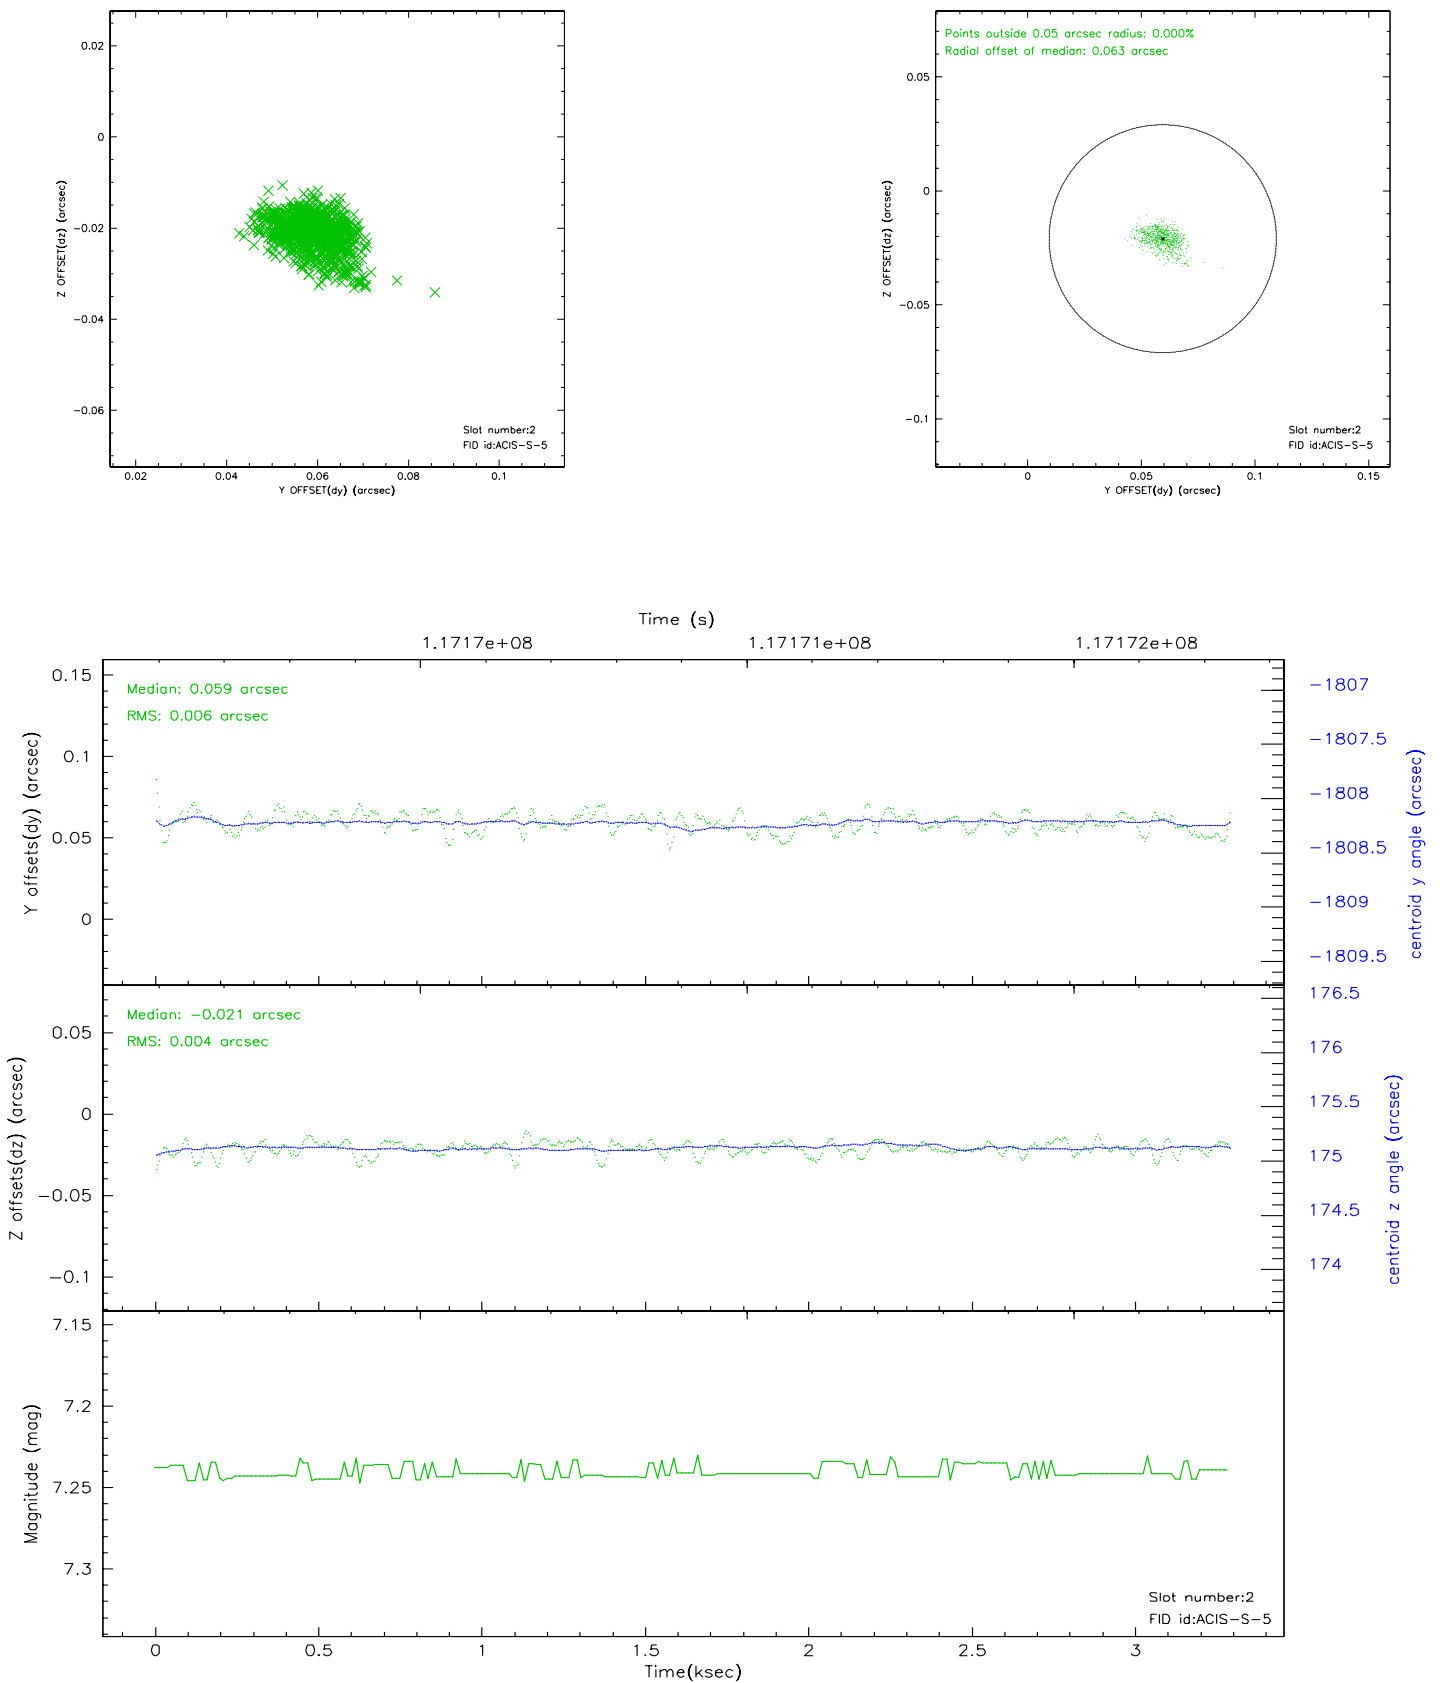 0.02
0
-0.02
-0.04
-0.06
Z OFFSET(dz) (arcsec)
Slot number:2
FID id:ACIS-S-5
0.02 0.04 0.06 0.08 0.1
Y OFFSET(dy) (arcsec)
Points outside 0.05 arcsec radius: 0.000%
Radial offset of median: 0.063 arcsec
0.05
0
-0.05
-0.1
Z OFFSET(dz) (arcsec)
Slot number:2
FID id:ACIS-S-5
0 0.05 0.1 0.15
Y OFFSET(dy) (arcsec)
Time (s)
1.1717e+08 1.17171e+08 1.17172e+08
Median: 0.059 arcsec
RMS: 0.006 arcsec
0.15
0.1
0.05
0
Y offsets(dy) (arcsec)
-1807
-1807.5
-1808
-1808.5
-1809
-1809.5
centroid y angle (arcsec)
Median: -0.021 arcsec
RMS: 0.004 arcsec
0.05
0
-0.05
-0.1
Z offsets(dz) (arcsec)
176.5
176
175.5
175
174.5
174
centroid z angle (arcsec)
7.15
7.2
7.25
7.3
Magnitude (mag)
Slot number:2
FID id:ACIS-S-5
0 0.5 1 1.5 2 2.5 3
Time(ksec)